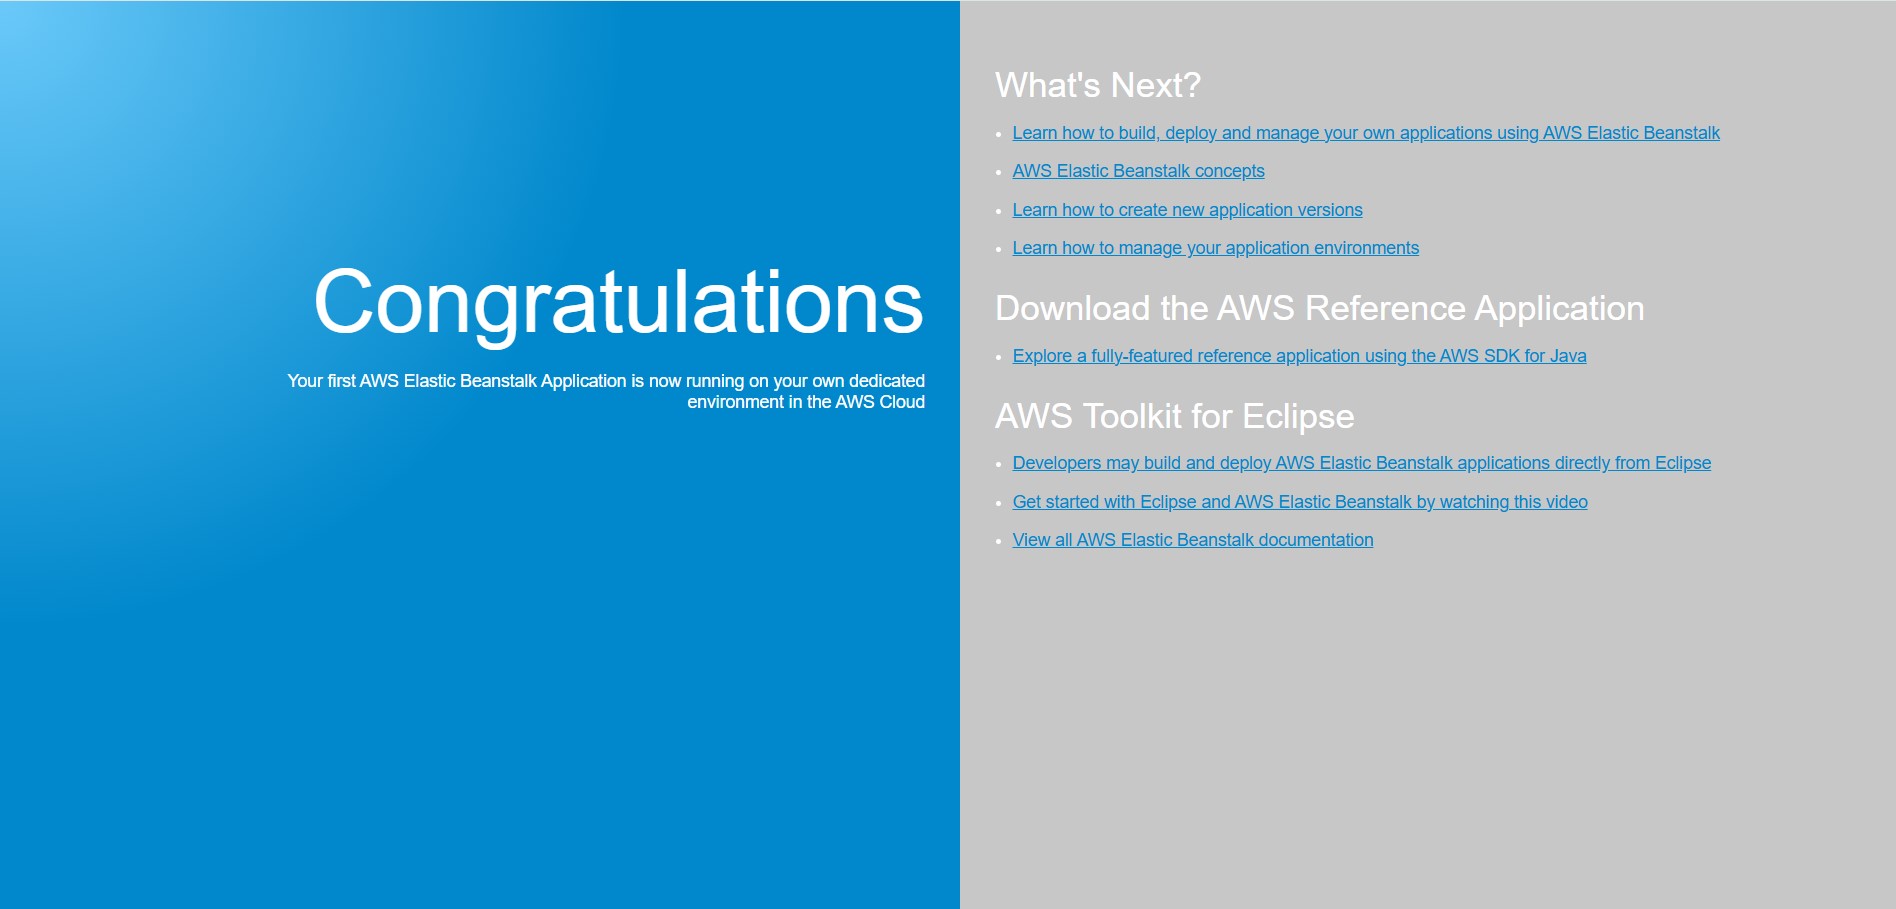 Congratulations
Your first AWS Elastic Beanstalk Application is now running on your own dedicated
environment in the AWS Cloud
What's Next?
Learn how to build, deploy and manage your own applications using AWS Elastic Beanstalk
AWS Elastic Beanstalk concepts
Learn how to create new application versions
Learn how to manage your application environments
Download the AWS Reference Application
Explore a fully-featured reference application using the AWS SDK for Java
AWS Toolkit for Eclipse
Developers may build and deploy AWS Elastic Beanstalk applications directly from Eclipse
Get started with Eclipse and AWS Elastic Beanstalk by watching this video
View all AWS Elastic Beanstalk documentation